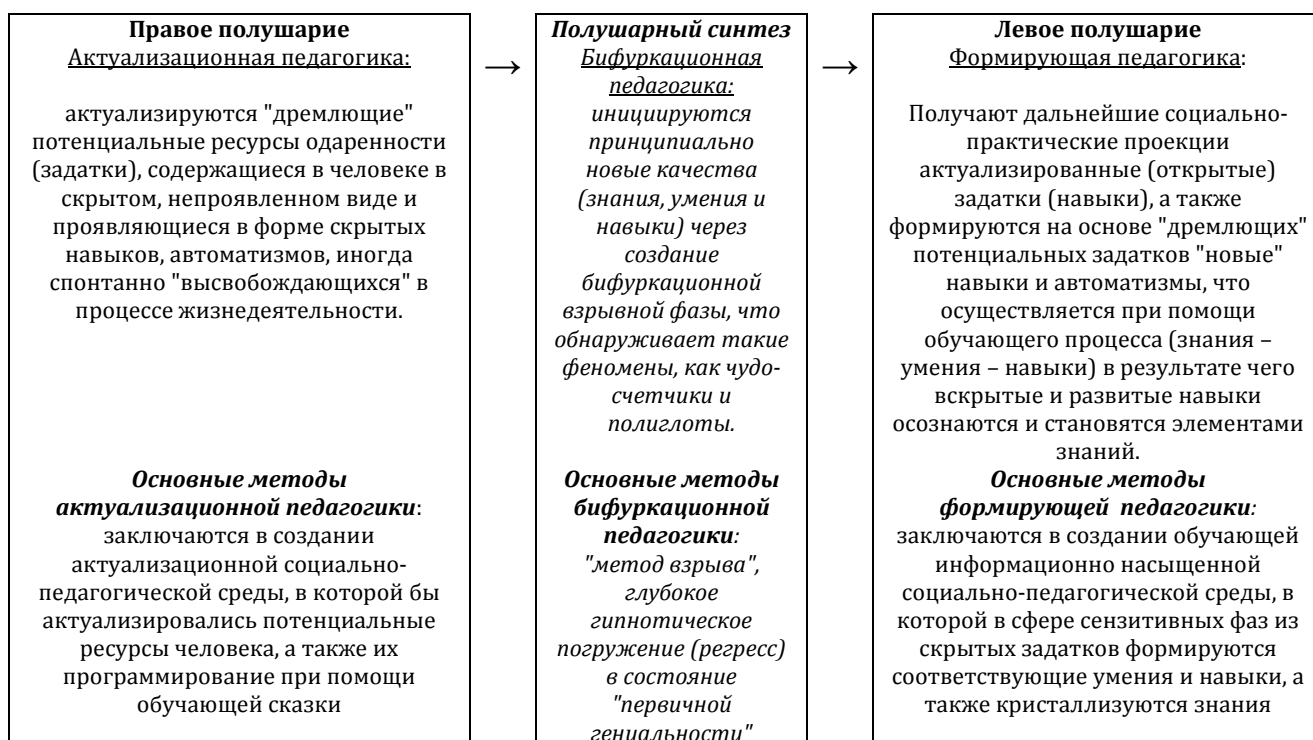 Правое полушарие
Актуализационная педагогика:
актуализируются "дремлющие"
потенциальные ресурсы одаренности
(задатки), содержащиеся в человеке в
скрытом, непроявленном виде и
проявляющиеся в форме скрытых
навыков, автоматизмов, иногда
спонтанно "высвобождающихся" в
процессе жизнедеятельности.
Основные методы
актуализационной педагогики:
заключаются в создании
актуализационной социально-
педагогической среды, в которой бы
актуализировались потенциальные
ресурсы человека, а также их
программирование при помощи
обучающей сказки
→
Полушарный синтез
Бифуркационная
педагогика:
инициируются
принципиально
новые качества
(знания, умения и
навыки) через
создание
бифуркационной
взрывной фазы, что
обнаруживает такие
феномены, как чудо-
счетчики и
полиглоты.
Основные методы
бифуркационной
педагогики:
"метод взрыва",
глубокое
гипнотическое
погружение (регресс)
в состояние
"первичной
гениальности"
→
Левое полушарие
Формирующая педагогика:
Получают дальнейшие социально-
практические проекции
актуализированные (открытые)
задатки (навыки), а также
формируются на основе "дремлющих"
потенциальных задатков "новые"
навыки и автоматизмы, что
осуществляется при помощи
обучающего процесса (знания –
умения – навыки) в результате чего
вскрытые и развитые навыки
осознаются и становятся элементами
знаний.
Основные методы
формирующей педагогики:
заключаются в создании обучающей
информационно насыщенной
социально-педагогической среды, в
которой в сфере сензитивных фаз из
скрытых задатков формируются
соответствующие умения и навыки, а
также кристаллизуются знания